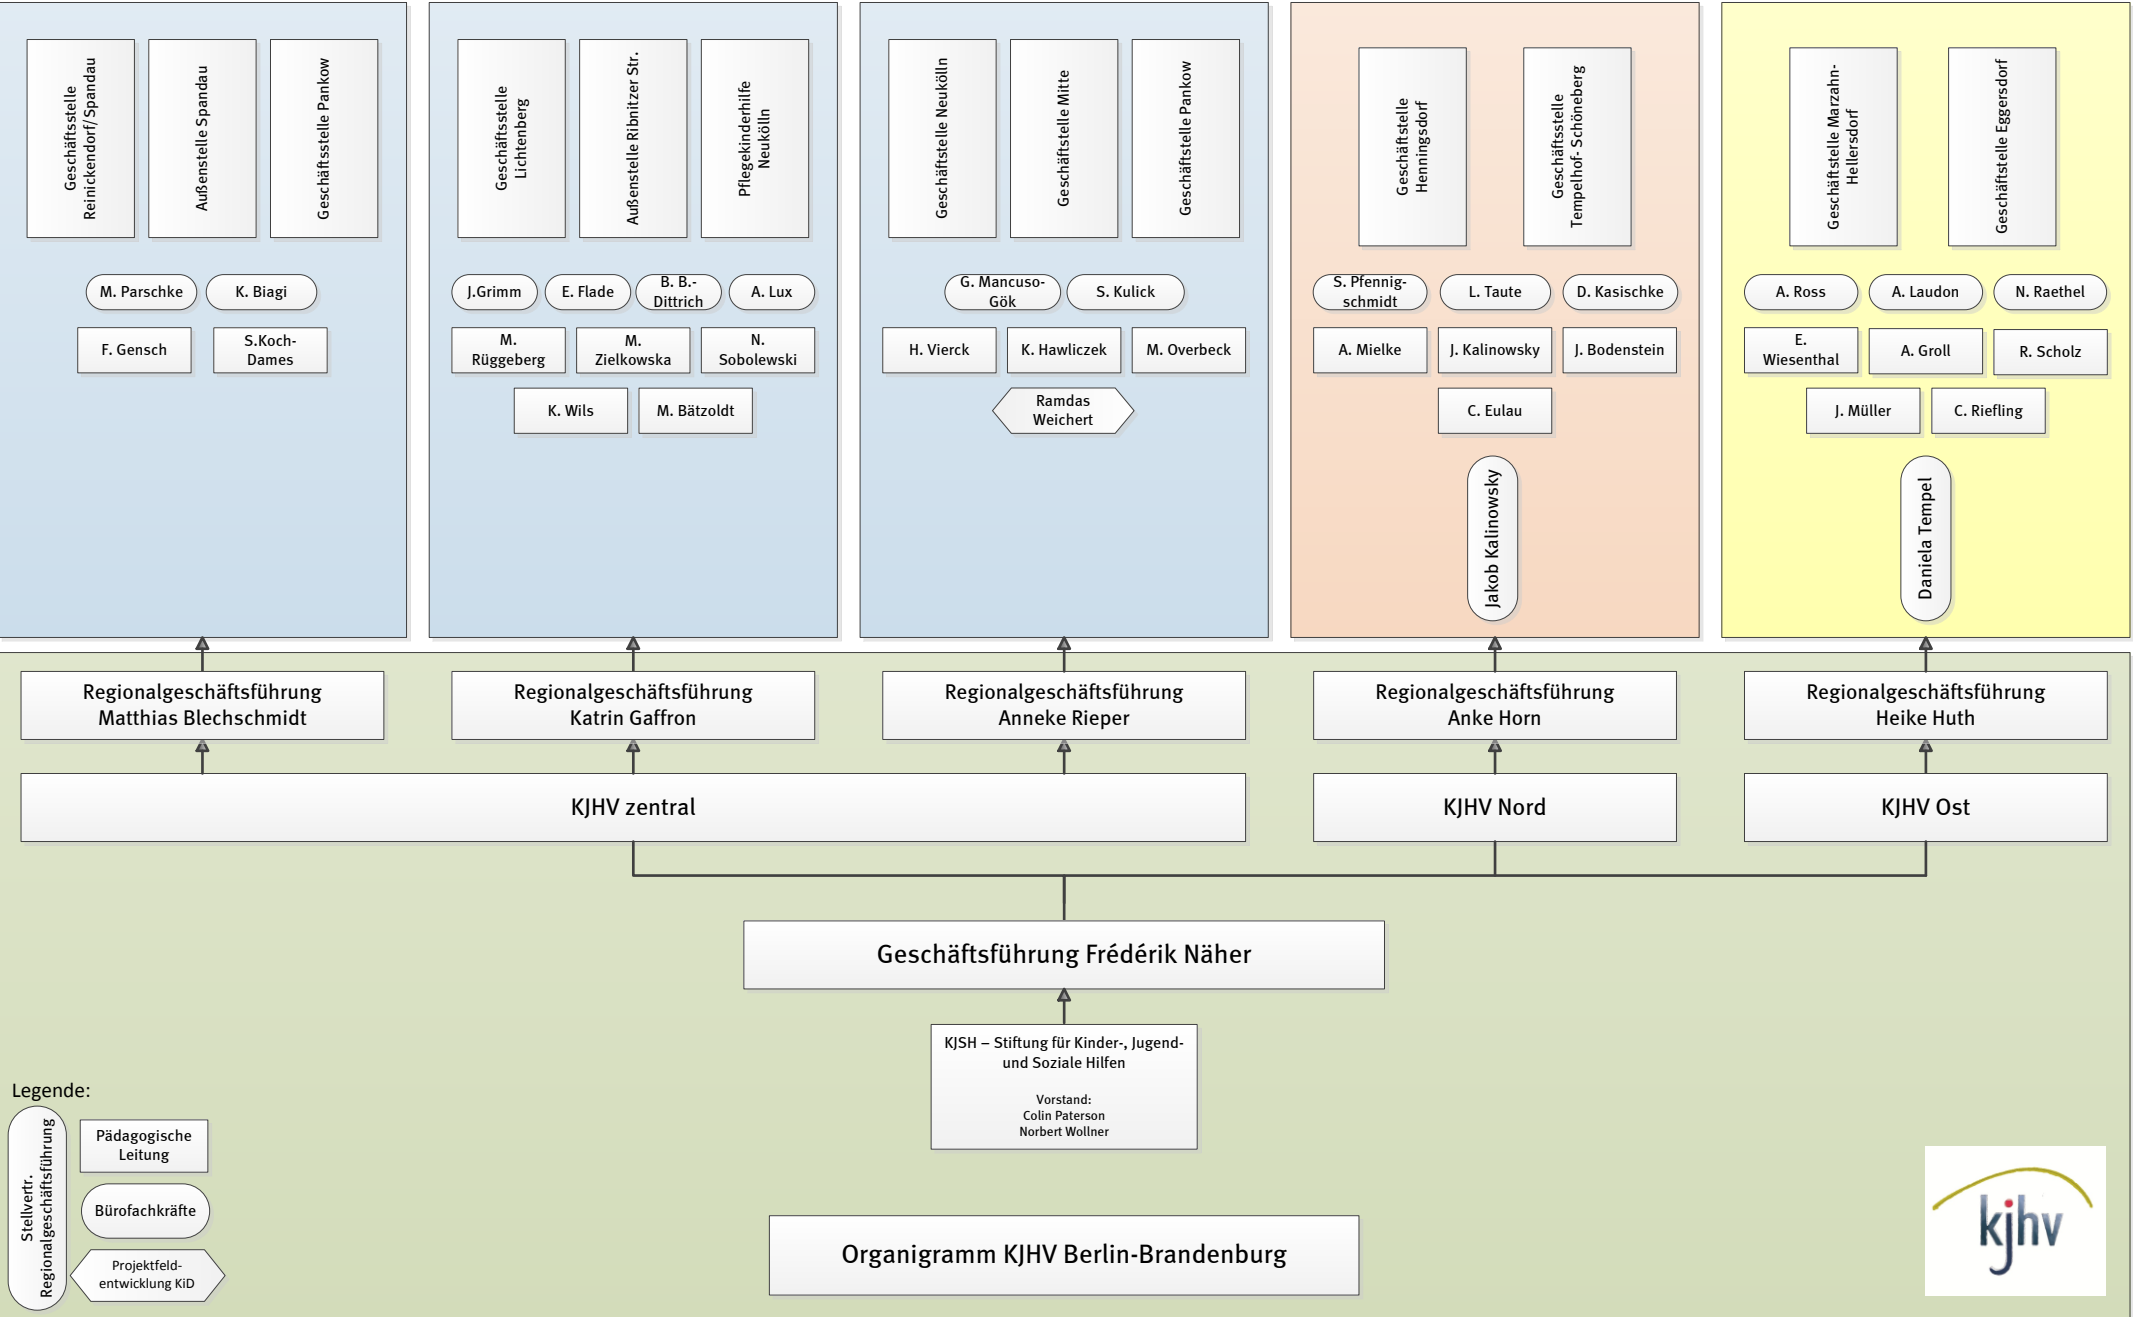 Geschäftsstelle
Reinickendorf/ Spandau
Außenstelle Spandau
Geschäftsstelle Pankow
M. Parschke
K. Biagi
F. Gensch
S.Koch-
Dames
Geschäftsstelle
Lichtenberg
Außenstelle Ribnitzer Str.
Pflegekinderhilfe
Neukölln
J.Grimm
E. Flade
B. B.-
Dittrich
A. Lux
M.
Rüggeberg
M.
Zielkowska
N.
Sobolewski
K. Wils
M. Bätzoldt
Geschäftstelle Neukölln
Geschäftstelle Mitte
Geschäftstelle Pankow
G. Mancuso-
Gök
S. Kulick
H. Vierck
K. Hawliczek
M. Overbeck
Ramdas
Weichert
Geschäftstelle
Henningsdorf
Geschäftsstelle
Tempelhof- Schöneberg
S. Pfennig-
schmidt
L. Taute
D. Kasischke
A. Mielke
J. Kalinowsky
J. Bodenstein
C. Eulau
Jakob Kalinowsky
Geschäftstelle Marzahn-
Hellersdorf
Geschäftstelle Eggersdorf
A. Ross
A. Laudon
N. Raethel
E.
Wiesenthal
A. Groll
R. Scholz
J. Müller
C. Riefling
Daniela Tempel
Regionalgeschäftsführung
Matthias Blechschmidt
Regionalgeschäftsführung
Katrin Gaffron
Regionalgeschäftsführung
Anneke Rieper
Regionalgeschäftsführung
Anke Horn
Regionalgeschäftsführung
Heike Huth
KJHV zentral
KJHV Nord
KJHV Ost
Geschäftsführung Frédérik Näher
KJSH – Stiftung für Kinder-, Jugend-
und Soziale Hilfen
Vorstand:
Colin Paterson
Norbert Wollner
Legende:
Stellvertr.
Regionalgeschäftsführung
Pädagogische
Leitung
Bürofachkräfte
Projektfeld-
entwicklung KiD
Organigramm KJHV Berlin-Brandenburg
kjhv